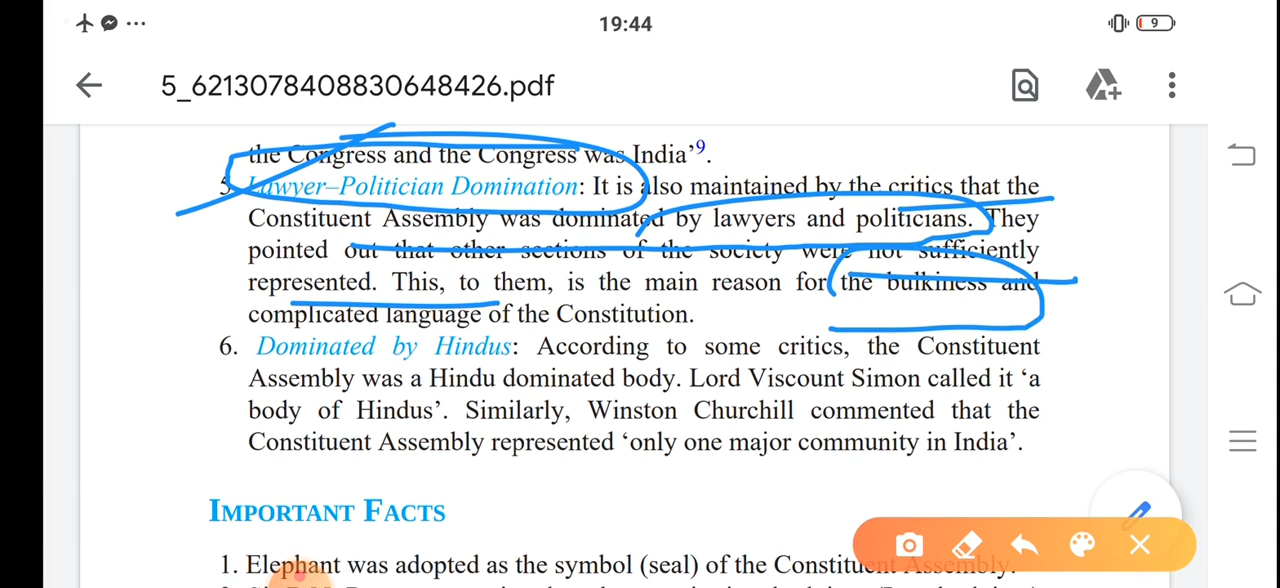 19:44
9
5_6213078408830648426.pdf
the Congress and the Congress was India’9.
5. Lawyer–Politician Domination: It is also maintained by the critics that the
Constituent Assembly was dominated by lawyers and politicians. They
pointed out that other sections of the society were not sufficiently
represented. This, to them, is the main reason for the bulkiness and
complicated language of the Constitution.
6. Dominated by Hindus: According to some critics, the Constituent
Assembly was a Hindu dominated body. Lord Viscount Simon called it ‘a
body of Hindus’. Similarly, Winston Churchill commented that the
Constituent Assembly represented ‘only one major community in India’.
IMPORTANT FACTS
1. Elephant was adopted as the symbol (seal) of the Constituent Assembly.